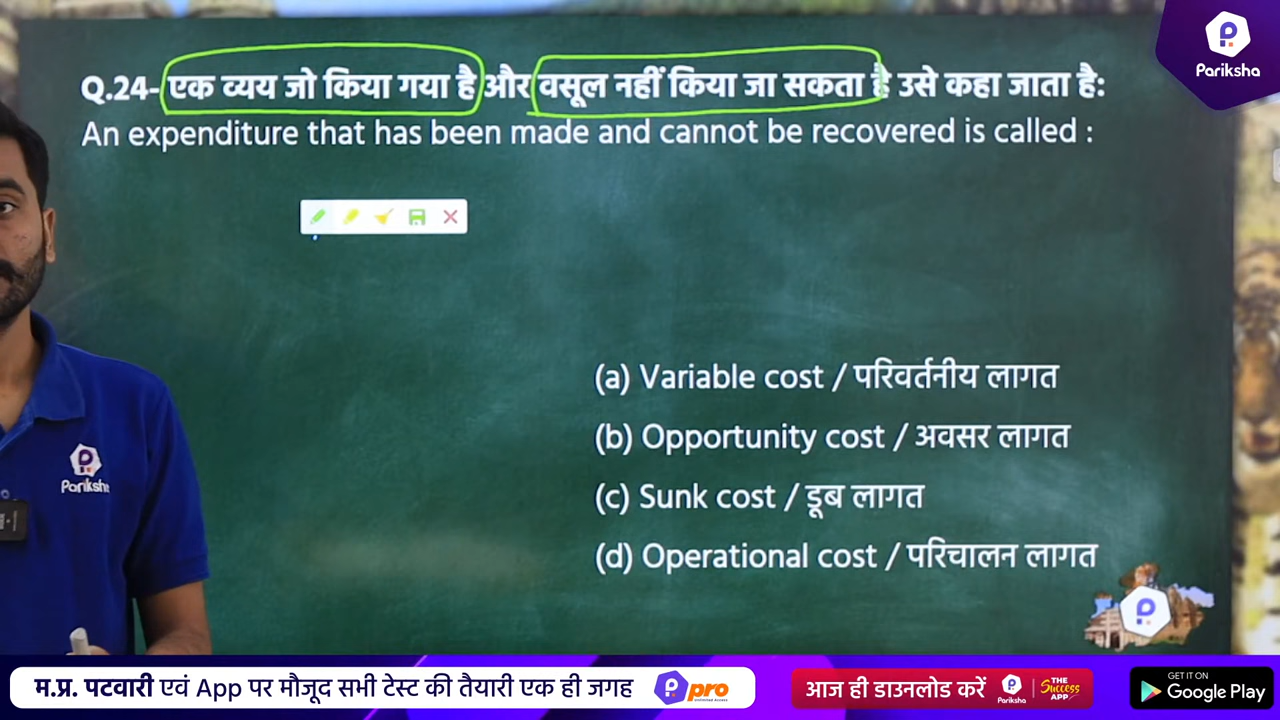 Pariksha
Q.24- एक व्यय जो किया गया है और वसूल नहीं किया जा सकता है उसे कहा जाता है:
An expenditure that has been made and cannot be recovered is called :
(a) Variable cost / परिवर्तनीय लागत
(b) Opportunity cost / अवसर लागत
(c) Sunk cost / डूब लागत
(d) Operational cost / परिचालन लागत
Pariksha
म.प्र. पटवारी एवं App पर मौजूद सभी टेस्ट की तैयारी एक ही जगह
pro
आज ही डाउनलोड करें
Pariksha
THE Success APP
GET IT ON
Google Play